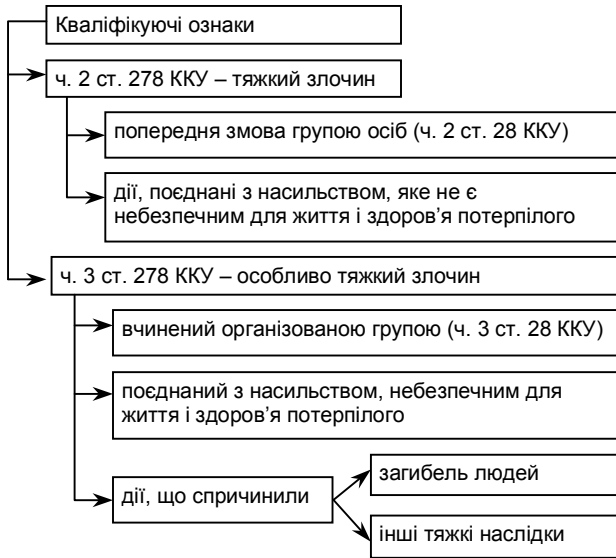 Кваліфікуючі ознаки
ч. 2 ст. 278 ККУ – тяжкий злочин
попередня змова групою осіб (ч. 2 ст. 28 ККУ)
дії, поєднані з насильством, яке не є
небезпечним для життя і здоров’я потерпілого
ч. 3 ст. 278 ККУ – особливо тяжкий злочин
вчинений організованою групою (ч. 3 ст. 28 ККУ)
поєднаний з насильством, небезпечним для
життя і здоров’я потерпілого
дії, що спричинили
загибель людей
інші тяжкі наслідки